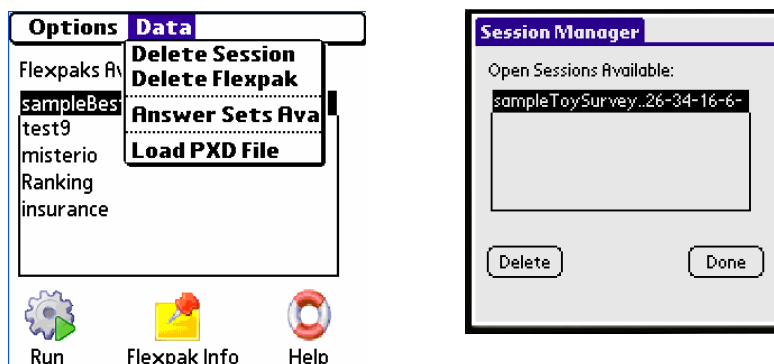 Options Data
Delete Session
Delete Flexpak
Answer Sets Ava
Load PXD File
Flexpaks Av
sampleBest
test9
misterio
Ranking
insurance
Run Flexpak Info Help
Session Manager
Open Sessions Available:
sampleToySurvey..26-34-16-6-
Delete Done